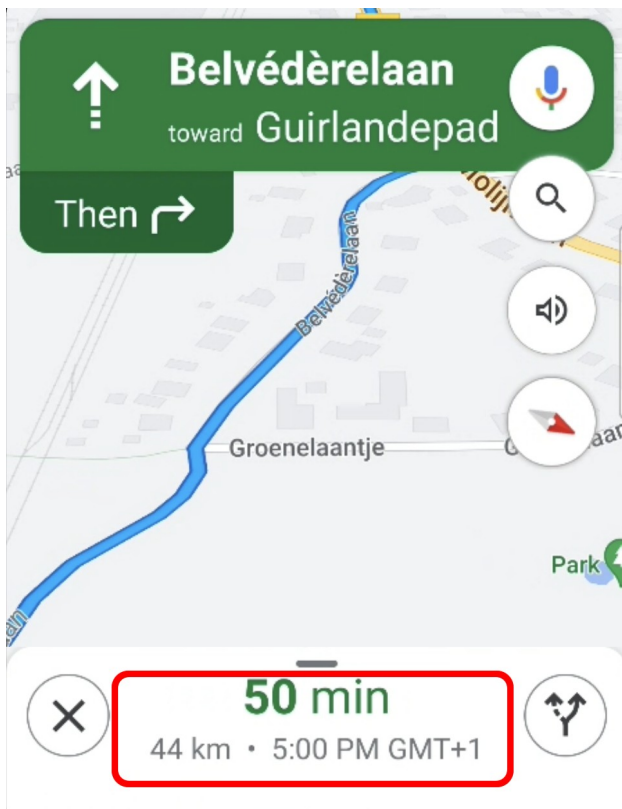 Belvédèrelaan
toward Guirlandepad
Then
Belvédèrelaan
Groenelaantje
Park
50 min
44 km • 5:00 PM GMT+1